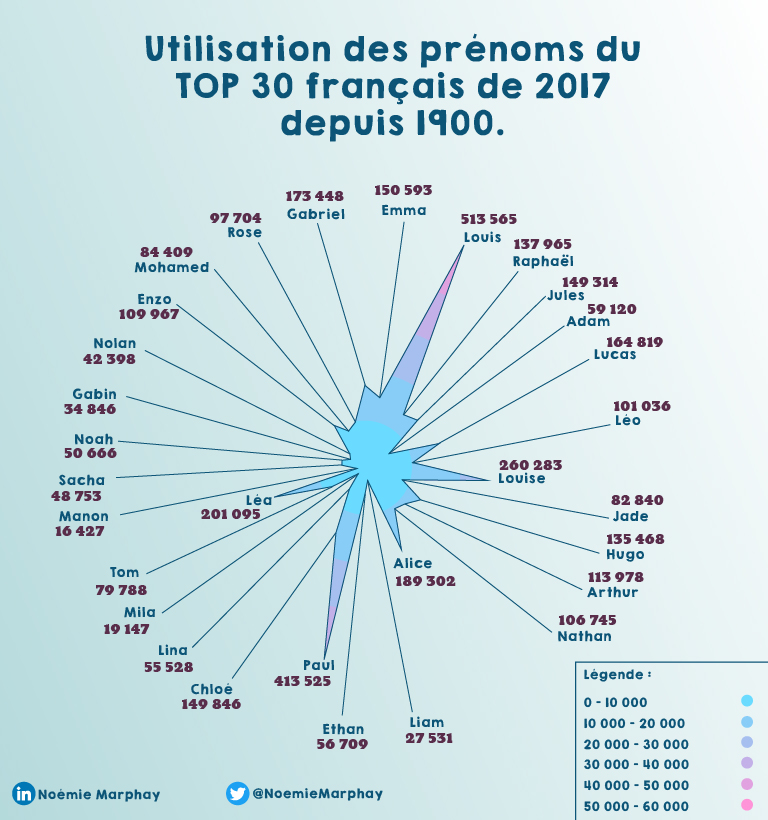 Utilisation des prénoms du
TOP 30 français de 2017
depuis 1900.
150 593
Emma
513 565
Louis
137 965
Raphaël
149 314
Jules
59 120
Adam
164 819
Lucas
101 036
Léo
260 283
Louise
82 840
Jade
135 468
Hugo
113 978
Arthur
106 745
Nathan
Alice
189 302
Liam
27 531
Ethan
56 709
Paul
413 525
Chloé
149 846
Lina
55 528
Mila
19 147
Tom
79 788
Léa
201 095
Manon
16 427
Sacha
48 753
Noah
50 666
Gabin
34 846
Nolan
42 398
Enzo
109 967
84 409
Mohamed
97 704
Rose
173 448
Gabriel
Légende :
0 - 10 000
10 000 - 20 000
20 000 - 30 000
30 000 - 40 000
40 000 - 50 000
50 000 - 60 000
in Noémie Marphay
@NoemieMarphay